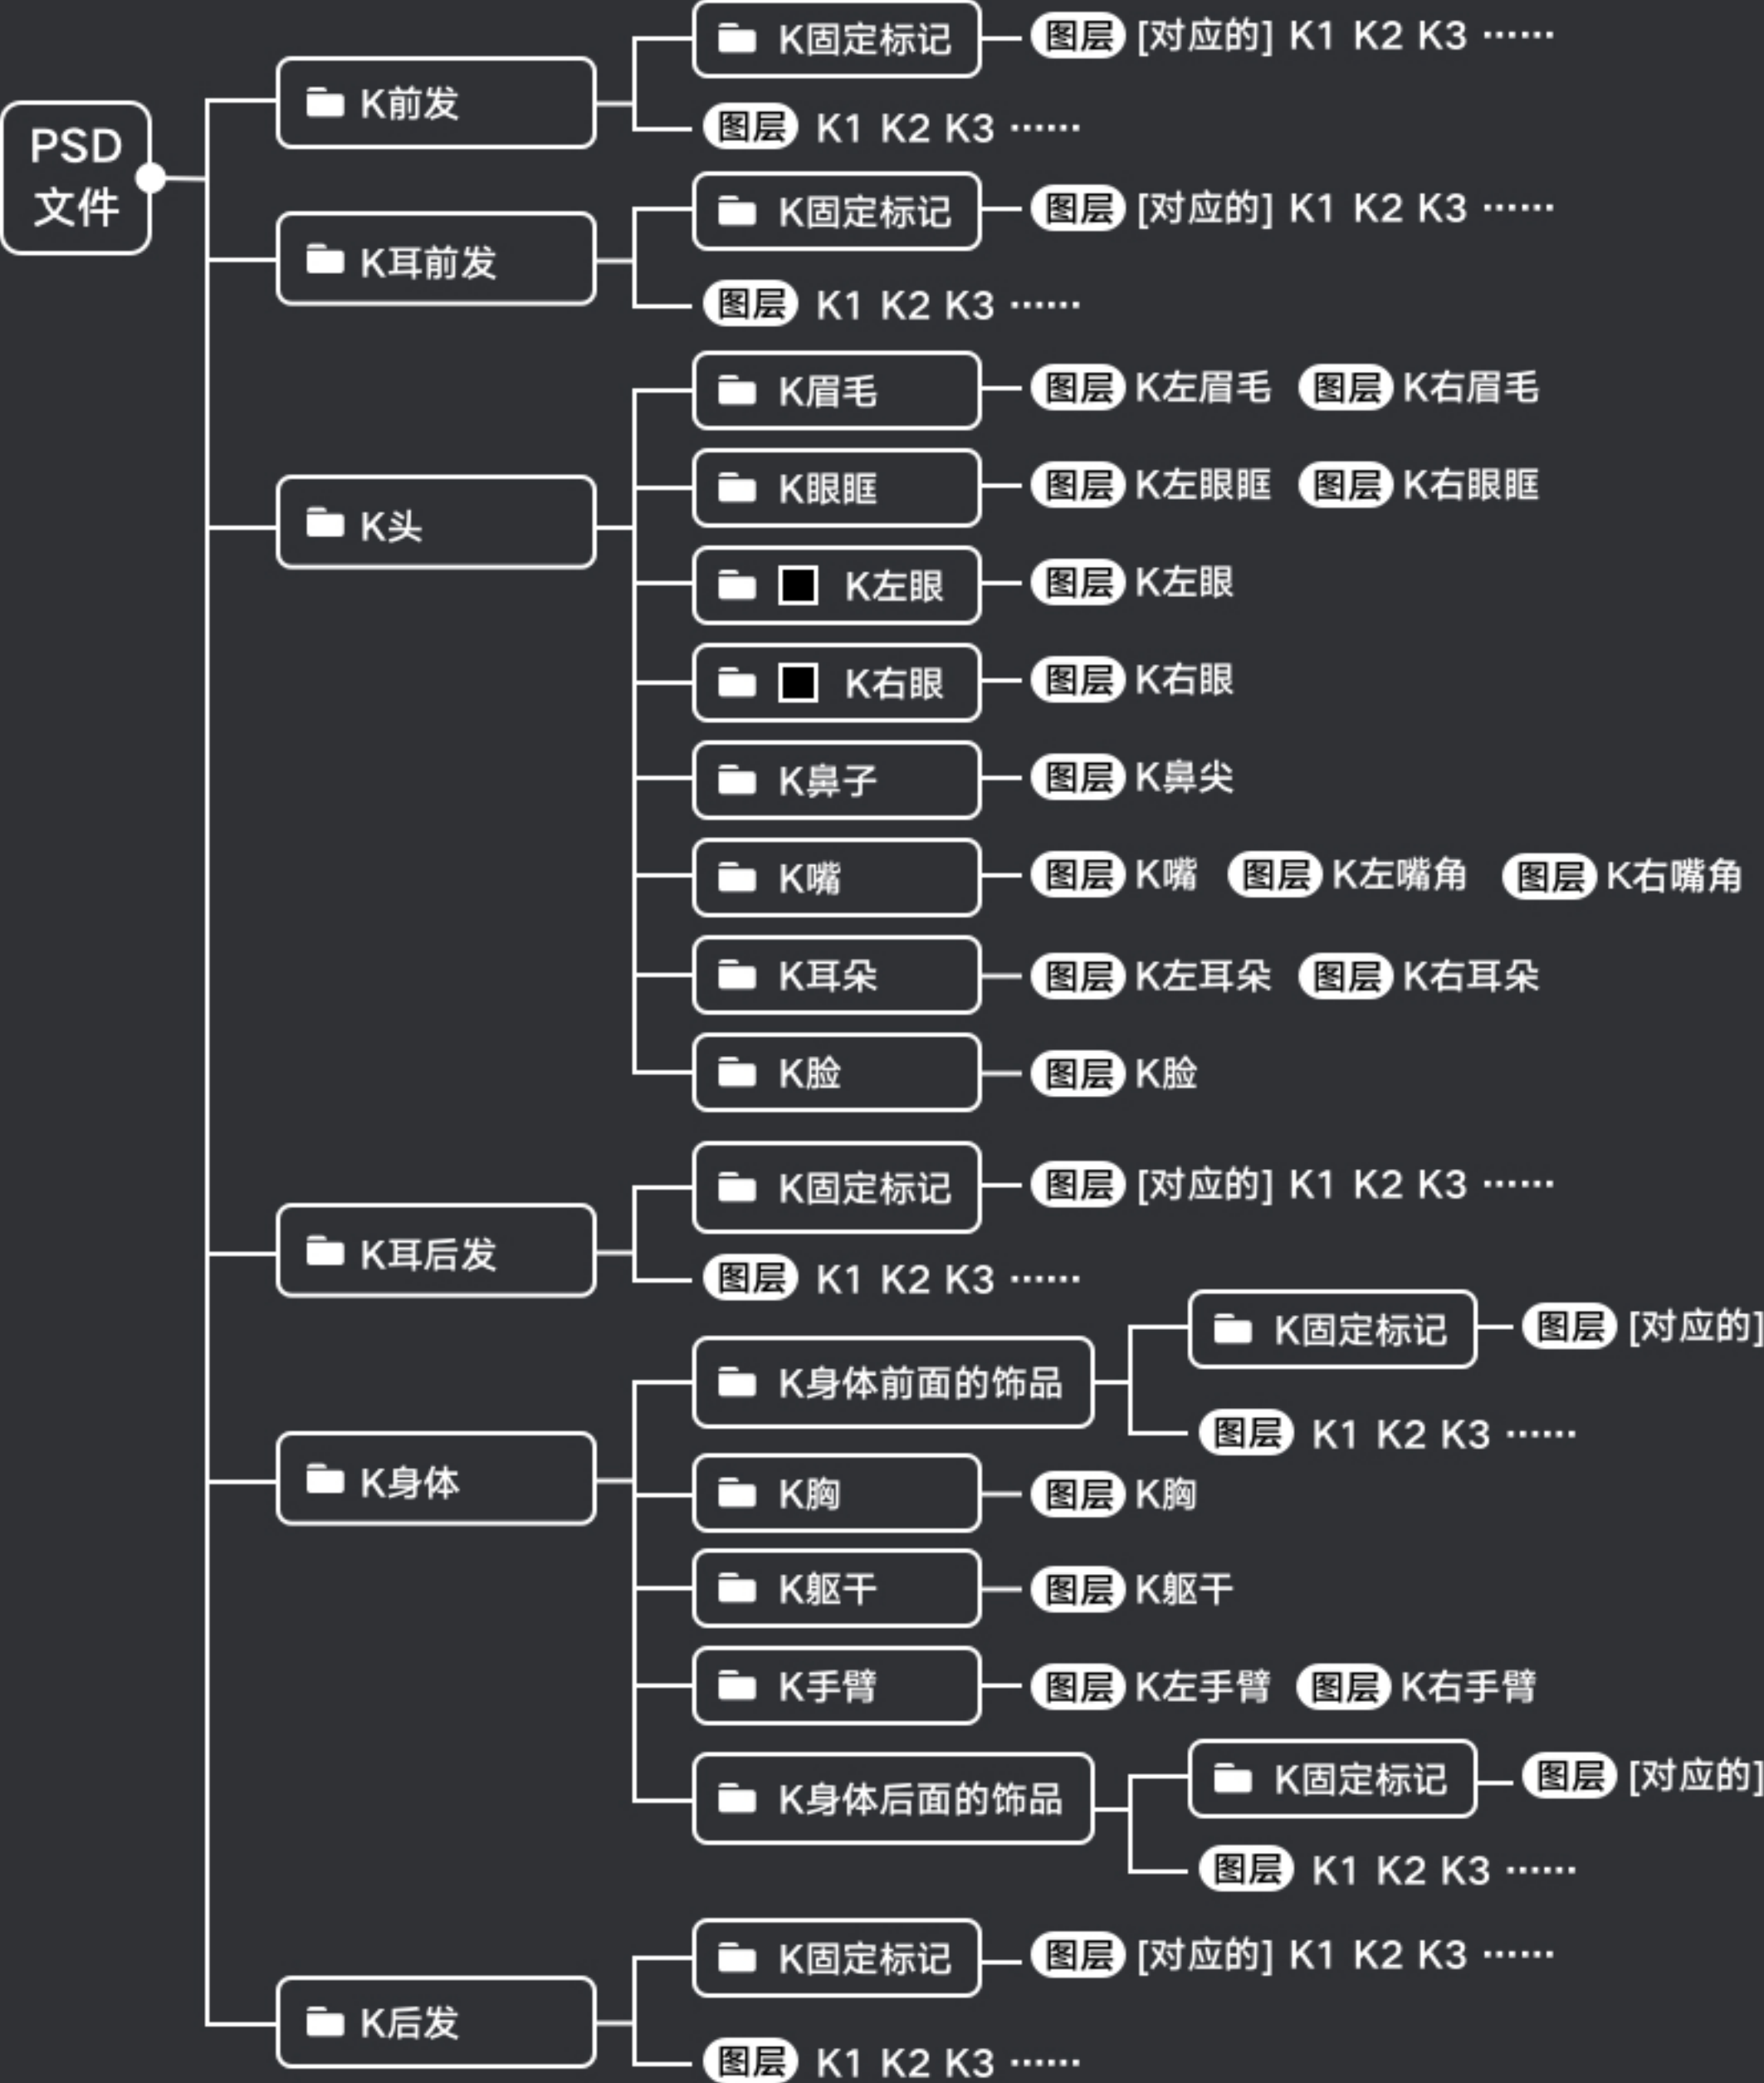 PSD
文件
K前发
K固定标记
图层 [对应的] K1 K2 K3 ······
图层 K1 K2 K3 ······
K耳前发
K固定标记
图层 [对应的] K1 K2 K3 ······
图层 K1 K2 K3 ······
K头
K眉毛
图层 K左眉毛 图层 K右眉毛
K眼眶
图层 K左眼眶 图层 K右眼眶
K左眼
图层 K左眼
K右眼
图层 K右眼
K鼻子
图层 K鼻尖
K嘴
图层 K嘴 图层 K左嘴角 图层 K右嘴角
K耳朵
图层 K左耳朵 图层 K右耳朵
K脸
图层 K脸
K耳后发
K固定标记
图层 [对应的] K1 K2 K3 ······
图层 K1 K2 K3 ······
K身体
K身体前面的饰品
K固定标记
图层 [对应的]
图层 K1 K2 K3 ······
K胸
图层 K胸
K躯干
图层 K躯干
K手臂
图层 K左手臂 图层 K右手臂
K身体后面的饰品
K固定标记
图层 [对应的]
图层 K1 K2 K3 ······
K后发
K固定标记
图层 [对应的] K1 K2 K3 ······
图层 K1 K2 K3 ······